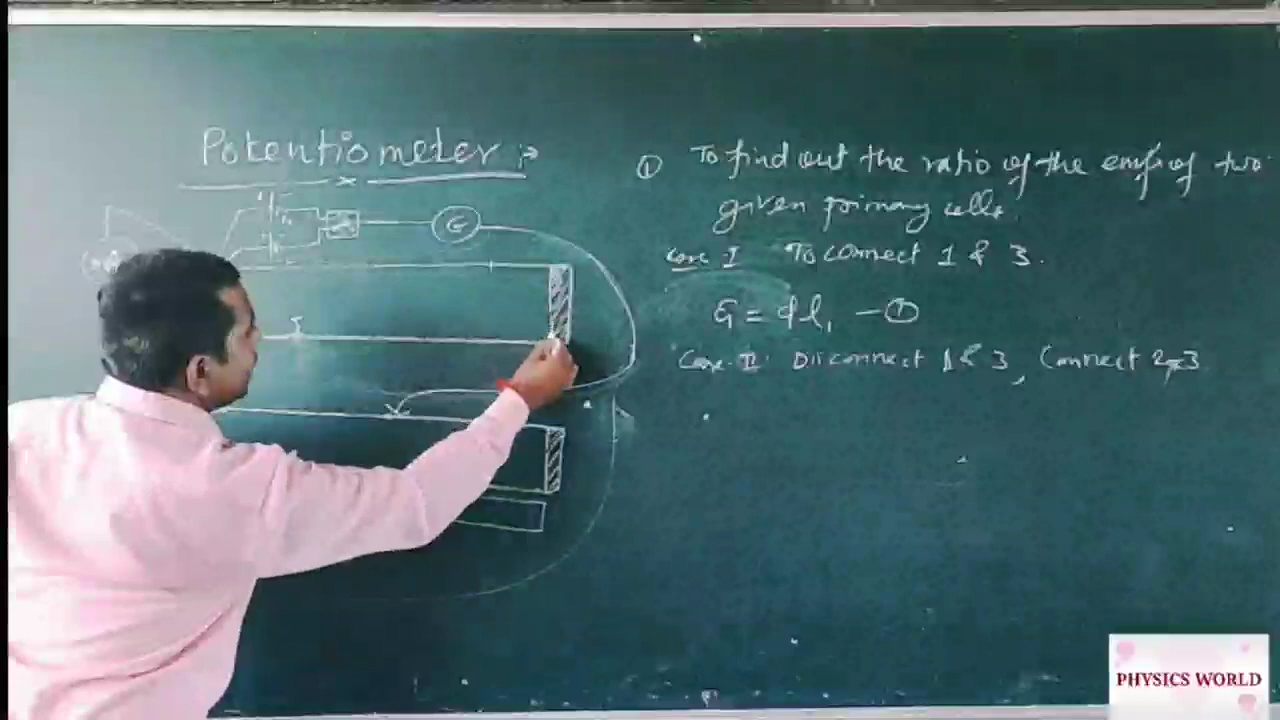 Potentiometer :→
G
① To find out the ratio of the emfs of two
given primary cells.
Case I To connect 1 & 3.
E₁ = φl₁ —①
Case-II: Disconnect 1 & 3, Connect 2, 3
PHYSICS WORLD